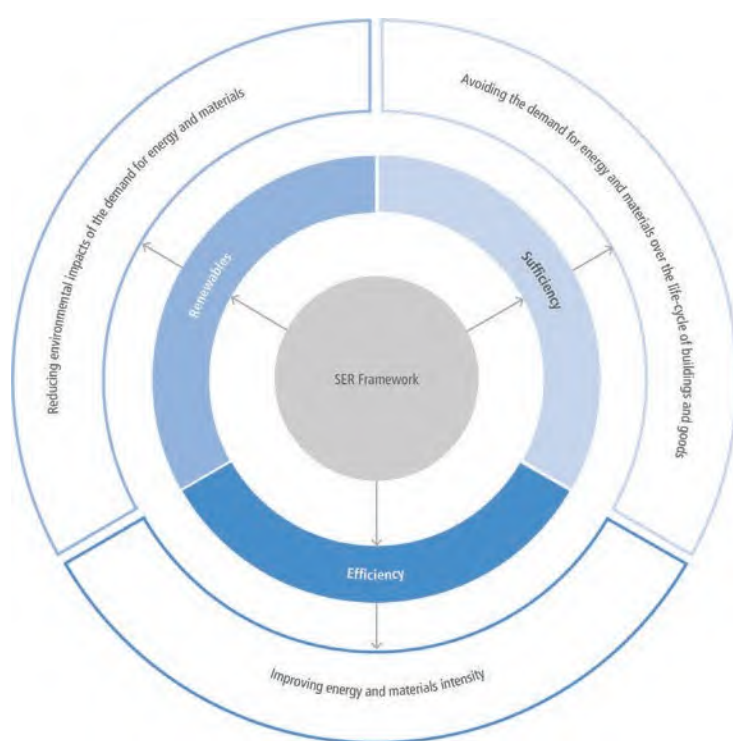 Reducing environmental impacts of the demand for energy and materials
Avoiding the demand for energy and materials over the life-cycle of buildings and goods
Renewables
Sufficiency
SER Framework
Efficiency
Improving energy and materials intensity